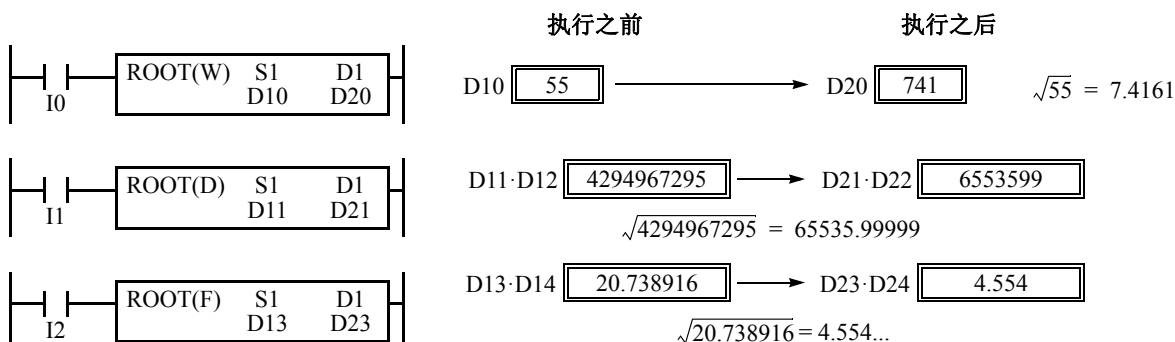 执行之前 执行之后
ROOT(W) S1 D1
D10 D20
I0
D10 55 D20 741 √55 = 7.4161
ROOT(D) S1 D1
D11 D21
I1
D11·D12 4294967295 D21·D22 6553599
√4294967295 = 65535.99999
ROOT(F) S1 D1
D13 D23
I2
D13·D14 20.738916 D23·D24 4.554
√20.738916 = 4.554...